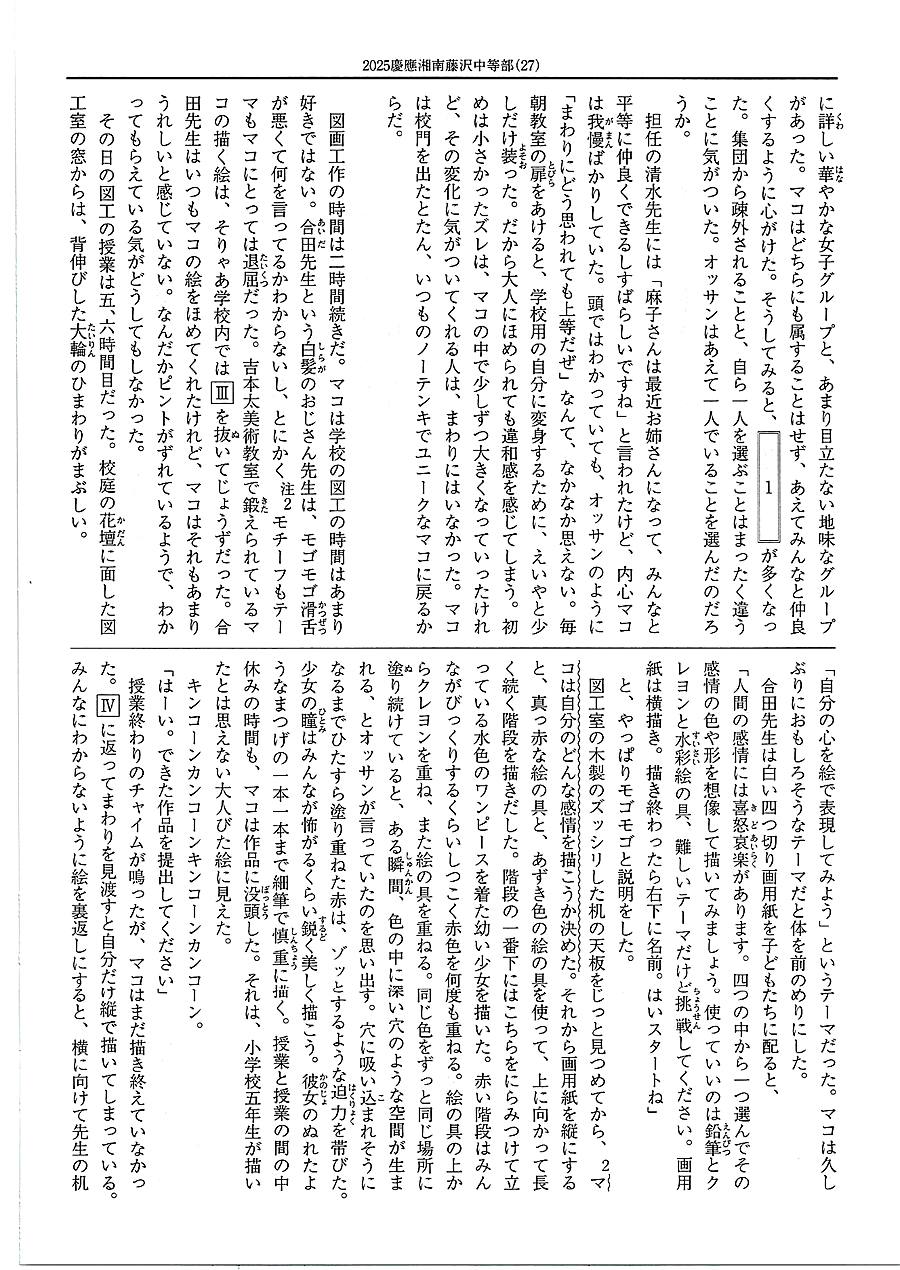 2025慶應湘南藤沢中等部(27)
に詳しい華やかな女子グループと、あまり目立たない地味なグループ
があった。マコはどちらにも属することはせず、あえてみんなと仲良
くするように心がけた。そうしてみると、1が多くなっ
た。集団から疎外されることと、自ら一人を選ぶことはまったく違う
ことに気がついた。オッサンはあえて一人でいることを選んだのだろ
うか。
担任の清水先生には「麻子さんは最近お姉さんになって、みんなと
平等に仲良くできるしすばらしいですね」と言われたけど、内心マコ
は我慢ばかりしていた。頭ではわかっていても、オッサンのように
「まわりにどう思われても上等だぜ」なんて、なかなか思えない。毎
朝教室の扉をあけると、学校用の自分に変身するために、えいやと少
しだけ装った。だから大人にほめられても違和感を感じてしまう。初
めは小さかったズレは、マコの中で少しずつ大きくなっていったけれ
ど、その変化に気がついてくれる人は、まわりにはいなかった。マコ
は校門を出たとたん、いつものノーテンキでユニークなマコに戻るか
らだ。
図画工作の時間は二時間続きだ。マコは学校の図工の時間はあまり
好きではない。合田先生という白髪のおじさん先生は、モゴモゴ滑舌
が悪くて何を言ってるかわからないし、とにかく注2モチーフもテー
マもマコにとっては退屈だった。吉本太美術教室で鍛えられているマ
コの描く絵は、そりゃあ学校内ではⅢを抜いてじょうずだった。合
田先生はいつもマコの絵をほめてくれたけれど、マコはそれもあまり
うれしいと感じていない。なんだかピントがずれているようで、わか
ってもらえている気がどうしてもしなかった。
その日の図工の授業は五、六時間目だった。校庭の花壇に面した図
工室の窓からは、背伸びした大輪のひまわりがまぶしい。
「自分の心を絵で表現してみよう」というテーマだった。マコは久し
ぶりにおもしろそうなテーマだと体を前のめりにした。
合田先生は白い四つ切り画用紙を子どもたちに配ると、
「人間の感情には喜怒哀楽があります。四つの中から一つ選んでその
感情の色や形を想像して描いてみましょう。使っていいのは鉛筆とク
レヨンと水彩絵の具、難しいテーマだけど挑戦してください。画用
紙は横描き。描き終わったら右下に名前。はいスタートね」
と、やっぱりモゴモゴと説明をした。
図工室の木製のズッシリした机の天板をじっと見つめてから、2マ
コは自分のどんな感情を描こうか決めた。それから画用紙を縦にする
と、真っ赤な絵の具と、あずき色の絵の具を使って、上に向かって長
く続く階段を描きだした。階段の一番下にはこちらをにらみつけて立
っている水色のワンピースを着た幼い少女を描いた。赤い階段はみん
ながびっくりするくらいしつこく赤色を何度も重ねる。絵の具の上か
らクレヨンを重ね、また絵の具を重ねる。同じ色をずっと同じ場所に
塗り続けていると、ある瞬間、色の中に深い穴のような空間が生ま
れる、とオッサンが言っていたのを思い出す。穴に吸い込まれそうに
なるまでひたすら塗り重ねた赤は、ゾッとするような迫力を帯びた。
少女の瞳はみんなが怖がるくらい鋭く美しく描こう。彼女のぬれたよ
うなまつげの一本一本まで細筆で慎重に描く。授業と授業の間の中
休みの時間も、マコは作品に没頭した。それは、小学校五年生が描い
たとは思えない大人びた絵に見えた。
キンコーンカンコーンキンコーンカンコーン。
「はーい。できた作品を提出してください」
授業終わりのチャイムが鳴ったが、マコはまだ描き終えていなかっ
た。Ⅳに返ってまわりを見渡すと自分だけ縦で描いてしまっている。
みんなにわからないように絵を裏返しにすると、横に向けて先生の机